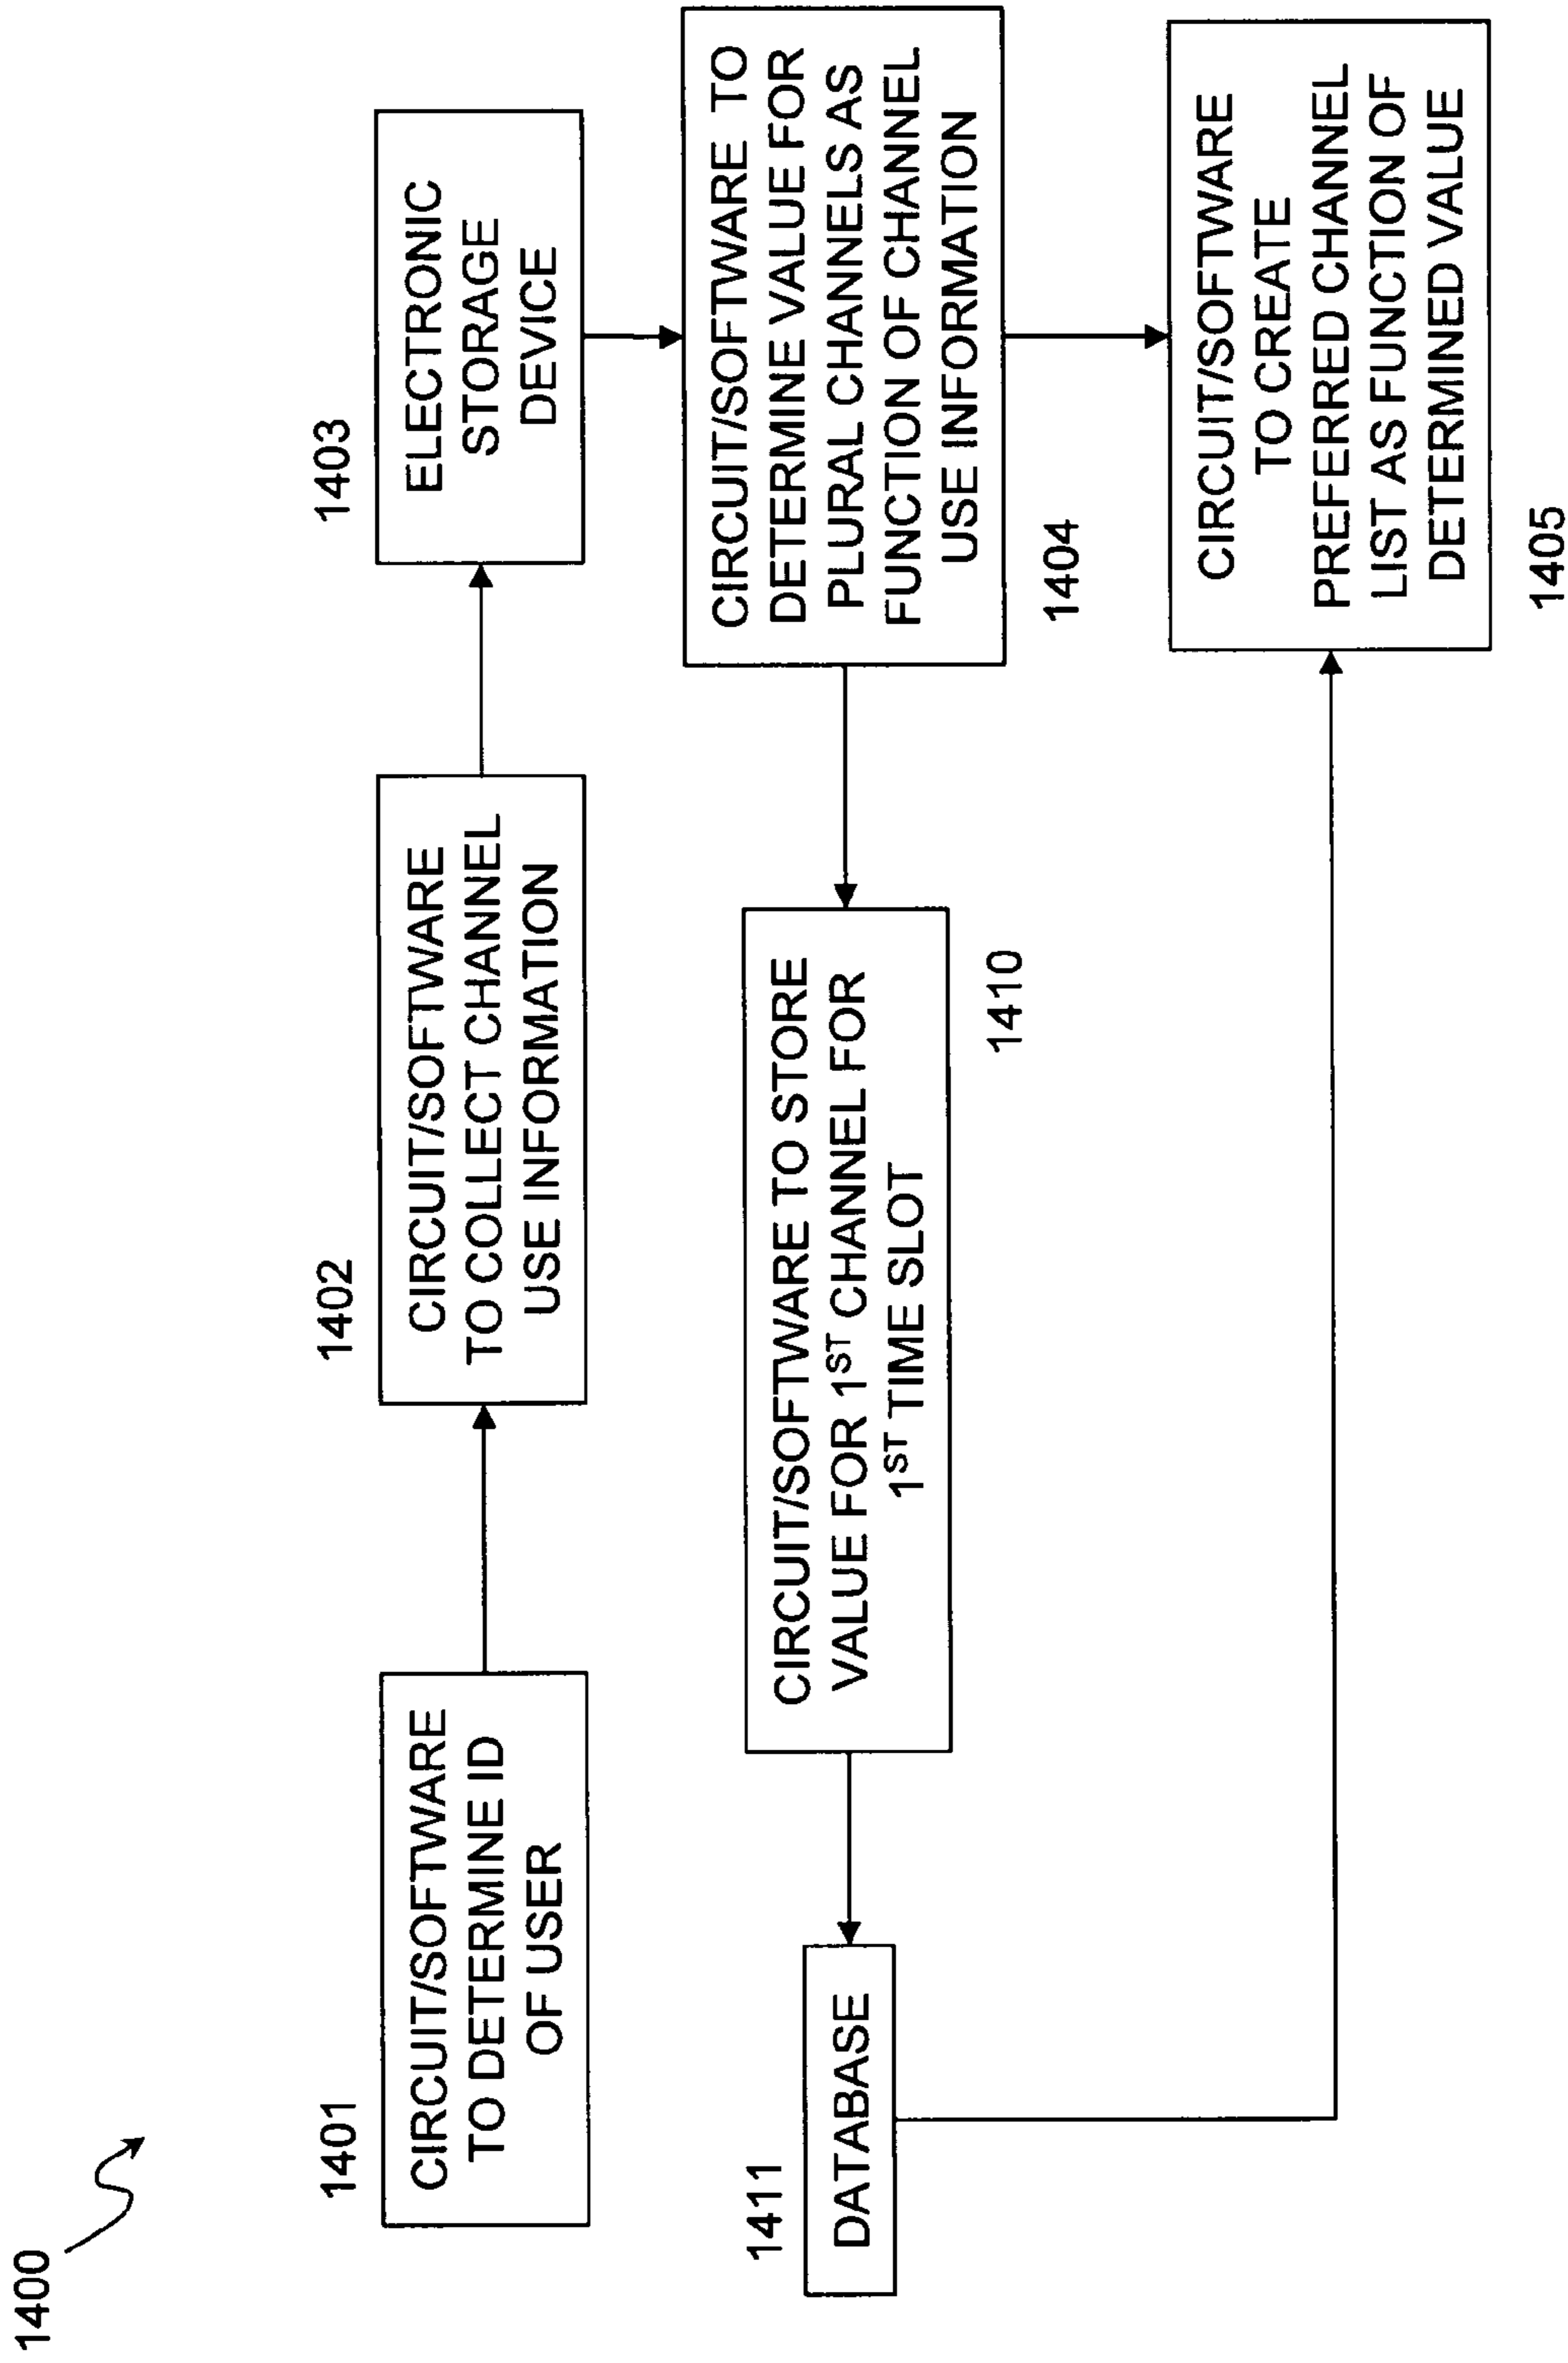 1400
1401
CIRCUIT/SOFTWARE
TO DETERMINE ID
OF USER
1402
CIRCUIT/SOFTWARE
TO COLLECT CHANNEL
USE INFORMATION
1403
ELECTRONIC
STORAGE
DEVICE
CIRCUIT/SOFTWARE TO
DETERMINE VALUE FOR
PLURAL CHANNELS AS
FUNCTION OF CHANNEL
USE INFORMATION
1404
CIRCUIT/SOFTWARE TO STORE
VALUE FOR 1ST CHANNEL FOR
1ST TIME SLOT
1410
1411
DATABASE
CIRCUIT/SOFTWARE
TO CREATE
PREFERRED CHANNEL
LIST AS FUNCTION OF
DETERMINED VALUE
1405